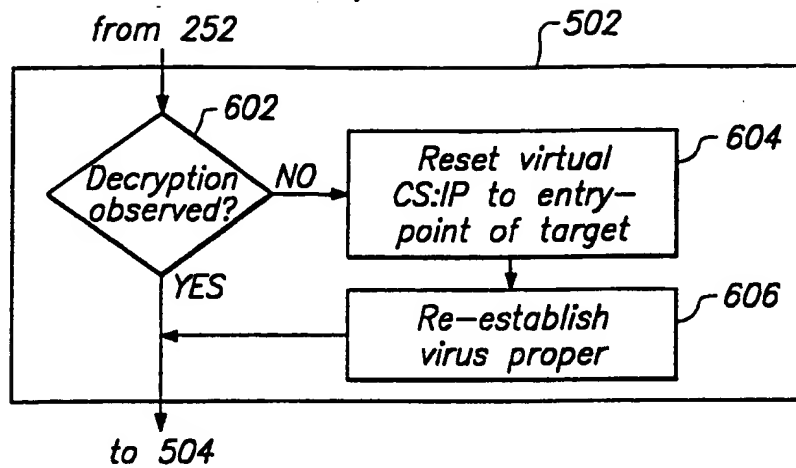 from 252
502
602
Decryption
observed?
NO
604
Reset virtual
CS:IP to entry-
point of target
YES
606
Re-establish
virus proper
to 504